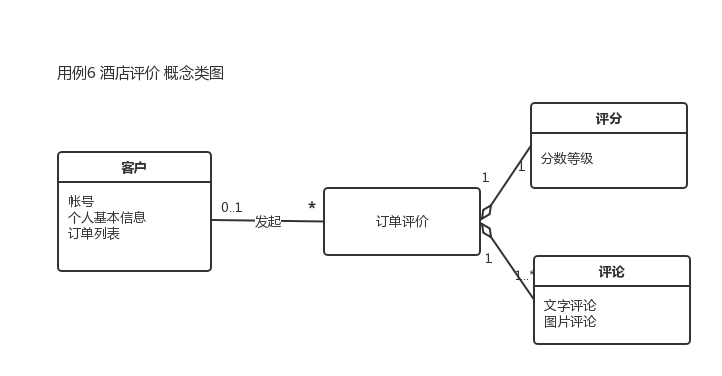 用例6 酒店评价 概念类图
客户
帐号
个人基本信息
订单列表
0..1
发起
*
订单评价
1
1
评分
分数等级
1
1..*
评论
文字评论
图片评论